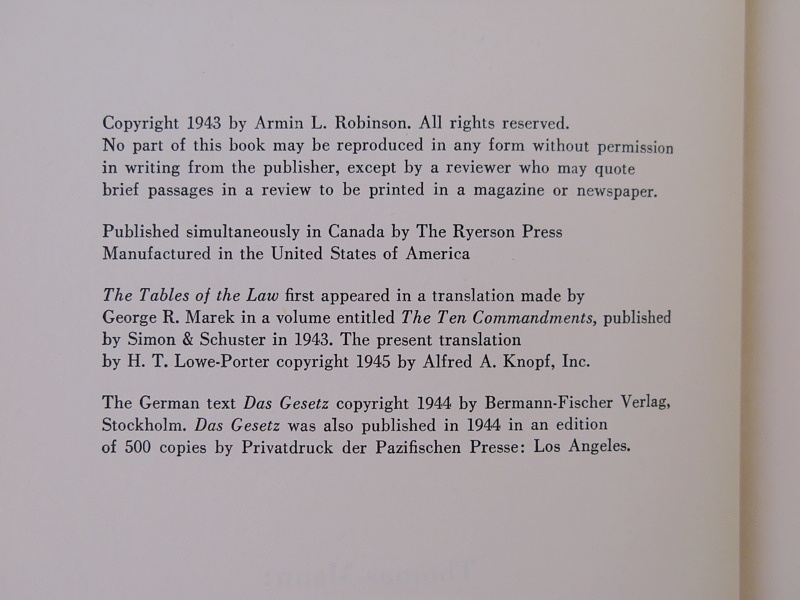 Copyright 1943 by Armin L. Robinson. All rights reserved.
No part of this book may be reproduced in any form without permission
in writing from the publisher, except by a reviewer who may quote
brief passages in a review to be printed in a magazine or newspaper.
Published simultaneously in Canada by The Ryerson Press
Manufactured in the United States of America
The Tables of the Law first appeared in a translation made by
George R. Marek in a volume entitled The Ten Commandments, published
by Simon & Schuster in 1943. The present translation
by H. T. Lowe-Porter copyright 1945 by Alfred A. Knopf, Inc.
The German text Das Gesetz copyright 1944 by Bermann-Fischer Verlag,
Stockholm. Das Gesetz was also published in 1944 in an edition
of 500 copies by Privatdruck der Pazifischen Presse: Los Angeles.
Thomas Mann: